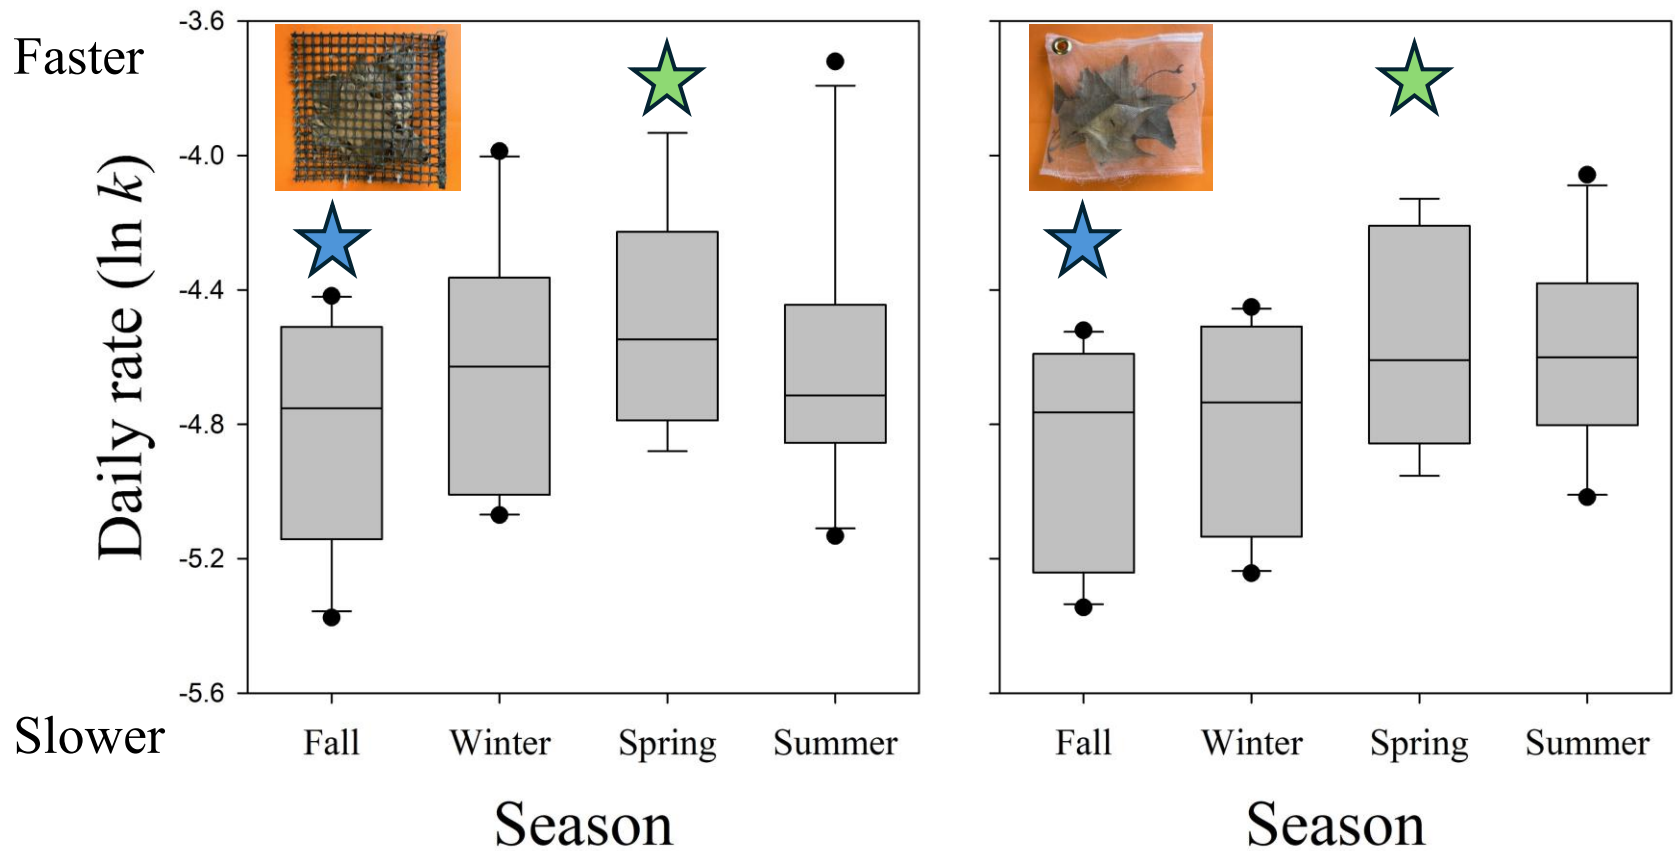 Faster
Slower
Daily rate (ln k)
-3.6
-4.0
-4.4
-4.8
-5.2
-5.6
Fall Winter Spring Summer
Season
Fall Winter Spring Summer
Season